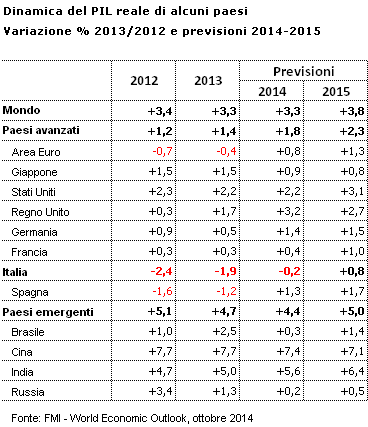 Dinamica del PIL reale di alcuni paesi
Variazione % 2013/2012 e previsioni 2014-2015
2012 2013 Previsioni
2014 2015
Mondo +3,4 +3,3 +3,3 +3,8
Paesi avanzati +1,2 +1,4 +1,8 +2,3
Area Euro -0,7 -0,4 +0,8 +1,3
Giappone +1,5 +1,5 +0,9 +0,8
Stati Uniti +2,3 +2,2 +2,2 +3,1
Regno Unito +0,3 +1,7 +3,2 +2,7
Germania +0,9 +0,5 +1,4 +1,5
Francia +0,3 +0,3 +0,4 +1,0
Italia -2,4 -1,9 -0,2 +0,8
Spagna -1,6 -1,2 +1,3 +1,7
Paesi emergenti +5,1 +4,7 +4,4 +5,0
Brasile +1,0 +2,5 +0,3 +1,4
Cina +7,7 +7,7 +7,4 +7,1
India +4,7 +5,0 +5,6 +6,4
Russia +3,4 +1,3 +0,2 +0,5
Fonte: FMI - World Economic Outlook, ottobre 2014